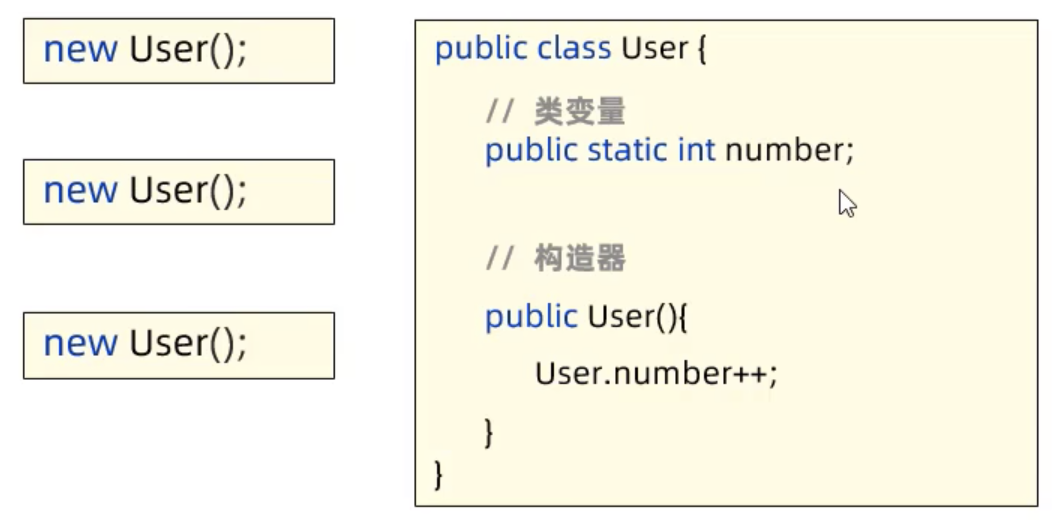 new User();
new User();
new User();
public class User {
// 类变量
public static int number;
// 构造器
public User(){
User.number++;
}
}